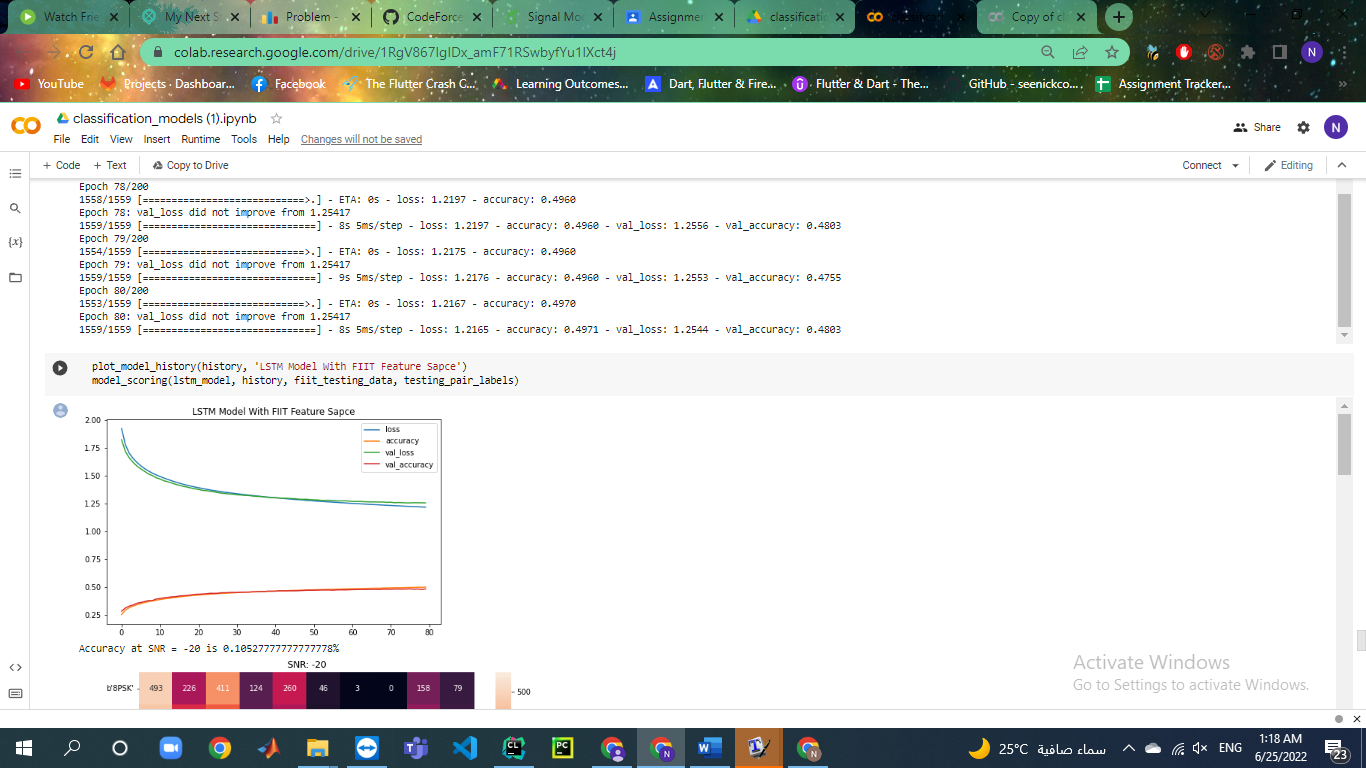 Watch Frie
My Next S
Problem -
CodeForce
Signal Mo
Assignmen
classificatio
Copy of cl
colab.research.google.com/drive/1RgV867IgIDx_amF71RSwbyfYu1IXct4j
N
YouTube
Projects · Dashboar...
Facebook
The Flutter Crash C...
Learning Outcomes...
Dart, Flutter & Fire...
Flutter & Dart - The...
GitHub - seenickco...
Assignment Tracker...
classification_models (1).ipynb
File Edit View Insert Runtime Tools Help Changes will not be saved
Share
N
+ Code + Text Copy to Drive
Connect
Editing
Epoch 78/200
1558/1559 [============================>.] - ETA: 0s - loss: 1.2197 - accuracy: 0.4960
Epoch 78: val_loss did not improve from 1.25417
1559/1559 [==============================] - 8s 5ms/step - loss: 1.2197 - accuracy: 0.4960 - val_loss: 1.2556 - val_accuracy: 0.4803
Epoch 79/200
1554/1559 [============================>.] - ETA: 0s - loss: 1.2175 - accuracy: 0.4960
Epoch 79: val_loss did not improve from 1.25417
1559/1559 [==============================] - 9s 5ms/step - loss: 1.2176 - accuracy: 0.4960 - val_loss: 1.2553 - val_accuracy: 0.4755
Epoch 80/200
1553/1559 [============================>.] - ETA: 0s - loss: 1.2167 - accuracy: 0.4970
Epoch 80: val_loss did not improve from 1.25417
1559/1559 [==============================] - 8s 5ms/step - loss: 1.2165 - accuracy: 0.4971 - val_loss: 1.2544 - val_accuracy: 0.4803
plot_model_history(history, 'LSTM Model With FIIT Feature Sapce')
model_scoring(lstm_model, history, fiit_testing_data, testing_pair_labels)
LSTM Model With FIIT Feature Sapce
2.00
1.75
1.50
1.25
1.00
0.75
0.50
0.25
0 10 20 30 40 50 60 70 80
loss
accuracy
val_loss
val_accuracy
Accuracy at SNR = -20 is 0.10527777777777778%
SNR: -20
b'8PSK' 493 226 411 124 260 46 3 0 158 79
500
Activate Windows
Go to Settings to activate Windows.
25°C سماء صافية
ENG
1:18 AM
6/25/2022
23